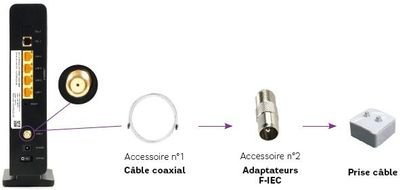 Accessoire n°1
Câble coaxial
Accessoire n°2
Adaptateurs
F-IEC
Prise câble